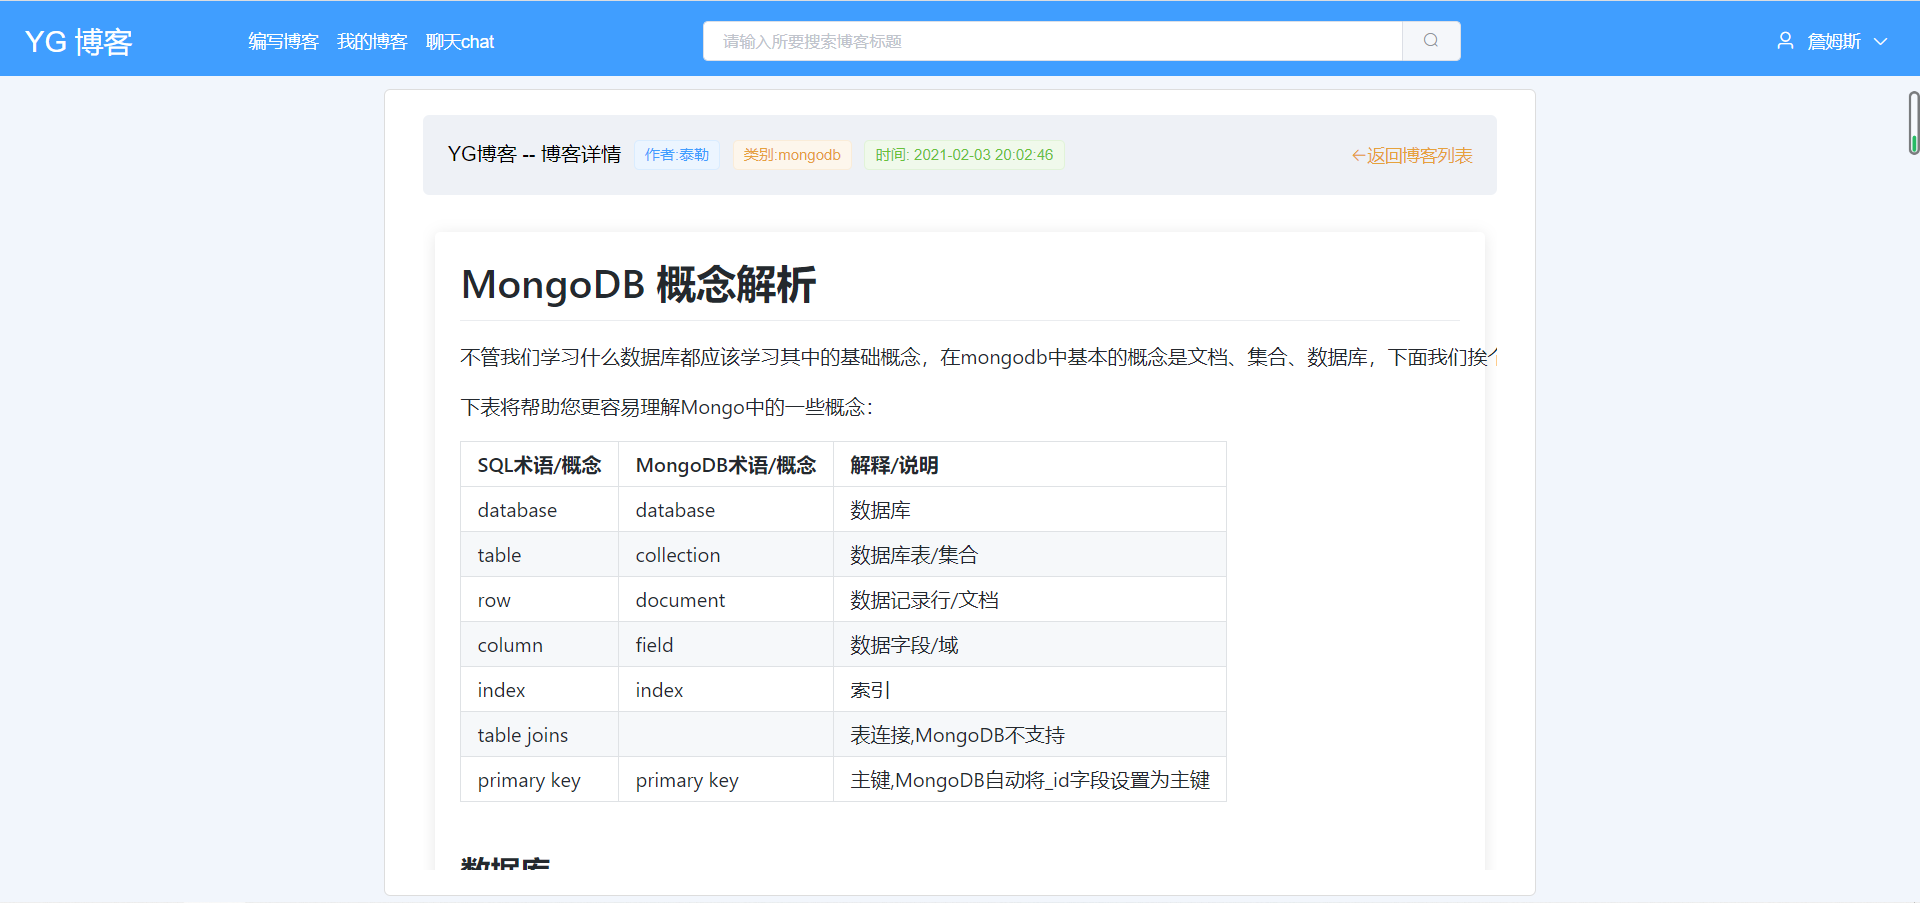 YG 博客 编写博客 我的博客 聊天chat 请输入所要搜索博客标题 詹姆斯
YG博客 -- 博客详情 作者:泰勒 类别:mongodb 时间: 2021-02-03 20:02:46 ←返回博客列表
MongoDB 概念解析
不管我们学习什么数据库都应该学习其中的基础概念，在mongodb中基本的概念是文档、集合、数据库，下面我们挨个
下表将帮助您更容易理解Mongo中的一些概念：
SQL术语/概念 MongoDB术语/概念 解释/说明
database database 数据库
table collection 数据库表/集合
row document 数据记录行/文档
column field 数据字段/域
index index 索引
table joins 表连接,MongoDB不支持
primary key primary key 主键,MongoDB自动将_id字段设置为主键
数据库